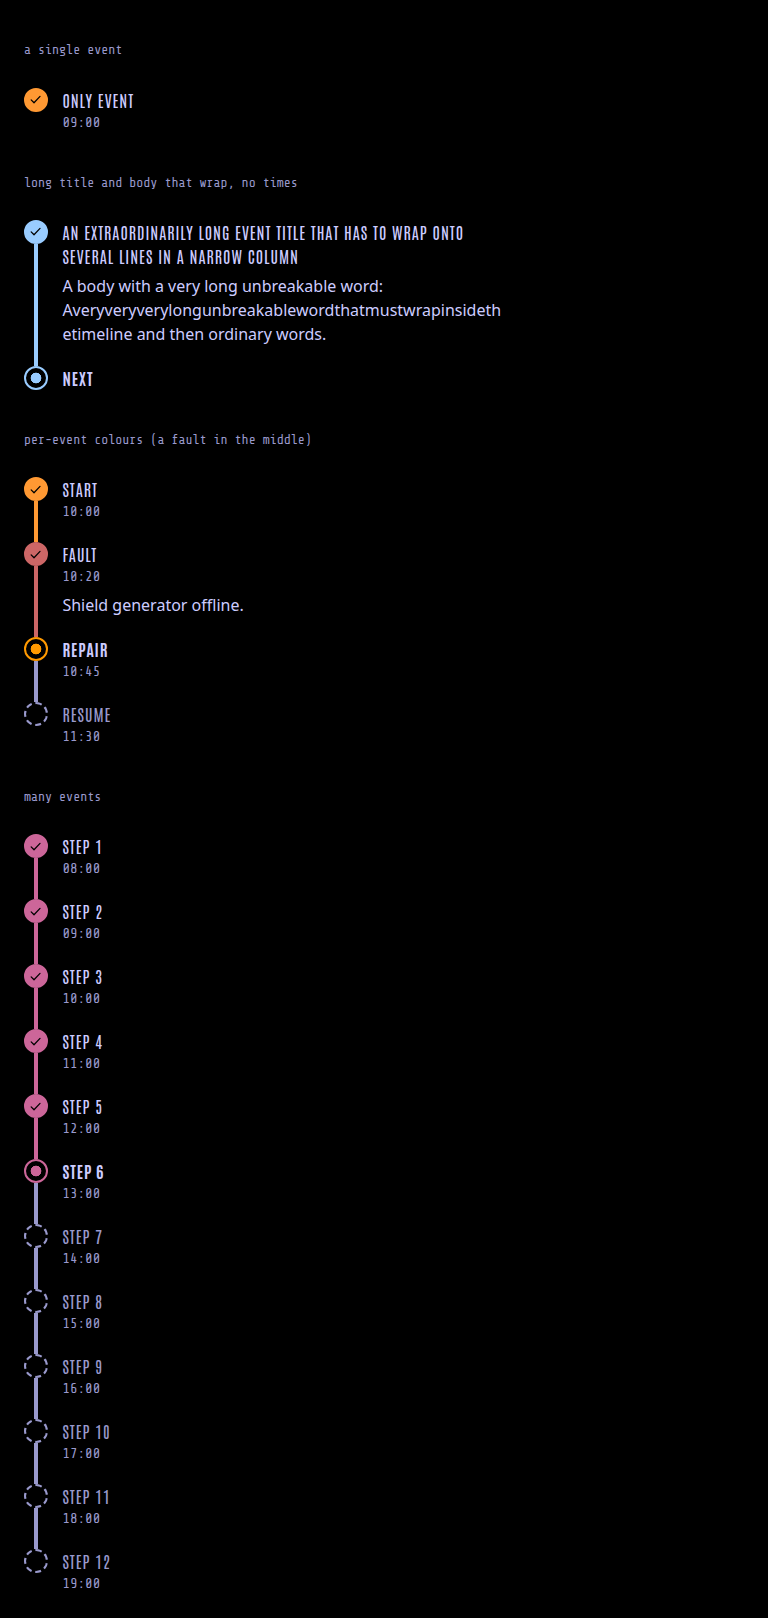 a single event
ONLY EVENT
09:00
long title and body that wrap, no times
AN EXTRAORDINARILY LONG EVENT TITLE THAT HAS TO WRAP ONTO
SEVERAL LINES IN A NARROW COLUMN
A body with a very long unbreakable word:
Averyveryverylongunbreakablewordthatmustwrapinsideth
etimeline and then ordinary words.
NEXT
per-event colours (a fault in the middle)
START
10:00
FAULT
10:20
Shield generator offline.
REPAIR
10:45
RESUME
11:30
many events
STEP 1
08:00
STEP 2
09:00
STEP 3
10:00
STEP 4
11:00
STEP 5
12:00
STEP 6
13:00
STEP 7
14:00
STEP 8
15:00
STEP 9
16:00
STEP 10
17:00
STEP 11
18:00
STEP 12
19:00